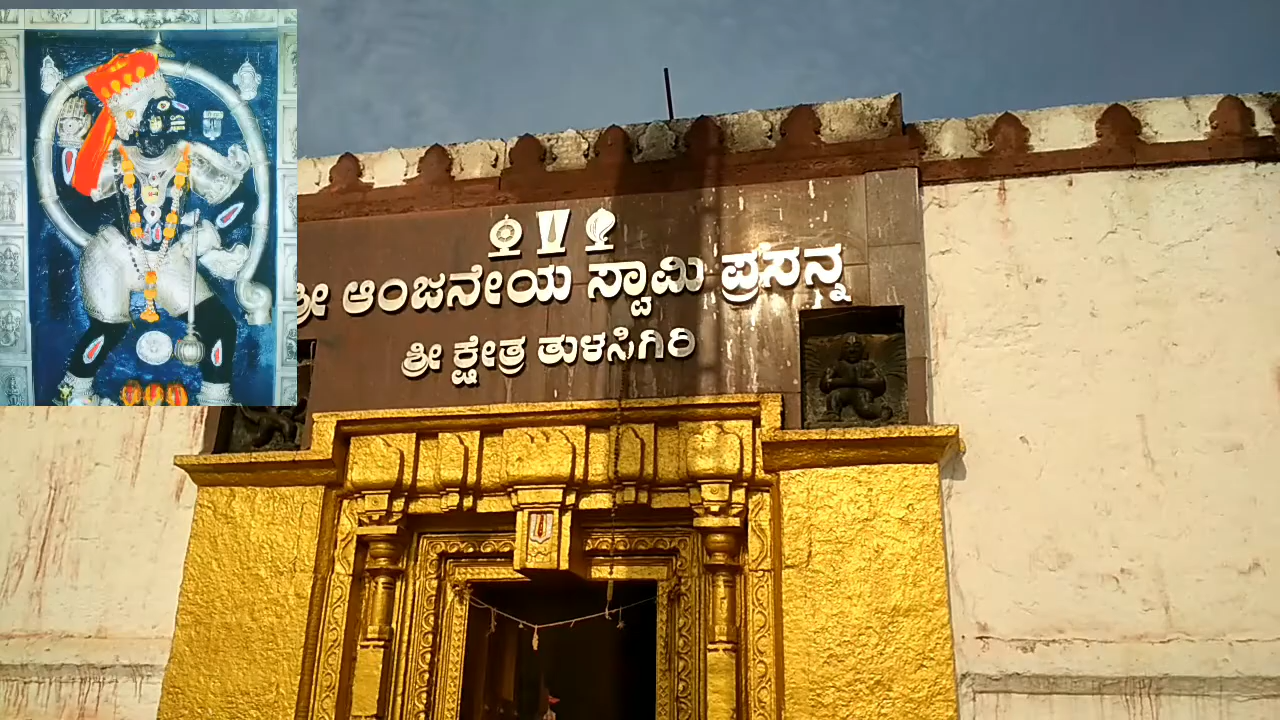 ಶ್ರೀ ಆಂಜನೇಯ ಸ್ವಾಮಿ ಪ್ರಸನ್ನ
ಶ್ರೀ ಕ್ಷೇತ್ರ ತುಳಸಿಗಿರಿ